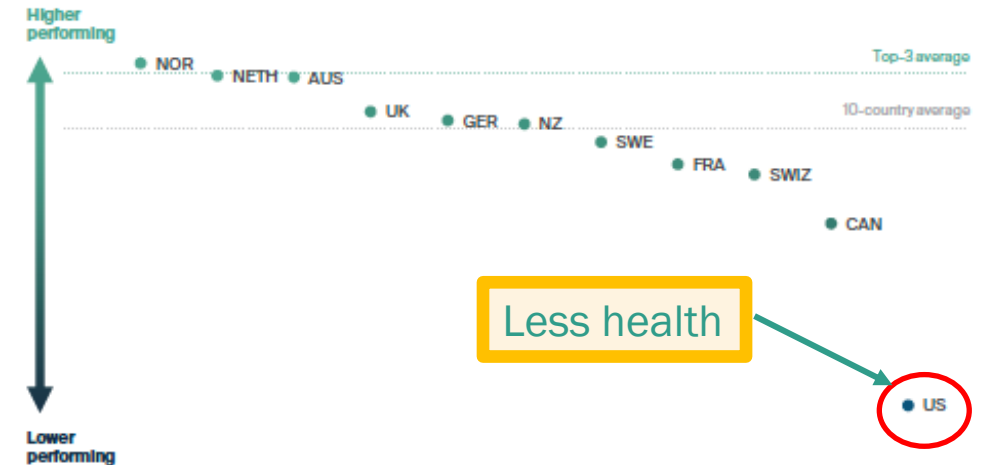 Higher
performing
Top-3 average
NOR
NETH
AUS
10-country average
UK
GER
NZ
SWE
FRA
SWIZ
CAN
Less health
US
Lower
performing